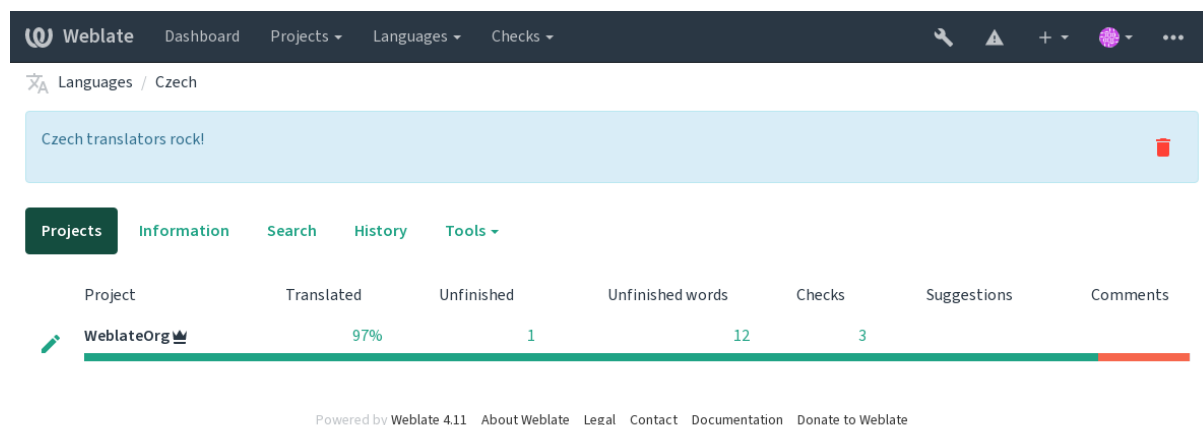 Weblate Dashboard Projects Languages Checks
Languages / Czech
Czech translators rock!
Projects Information Search History Tools
Project Translated Unfinished Unfinished words Checks Suggestions Comments
WeblateOrg 97% 1 12 3
Powered by Weblate 4.11 About Weblate Legal Contact Documentation Donate to Weblate